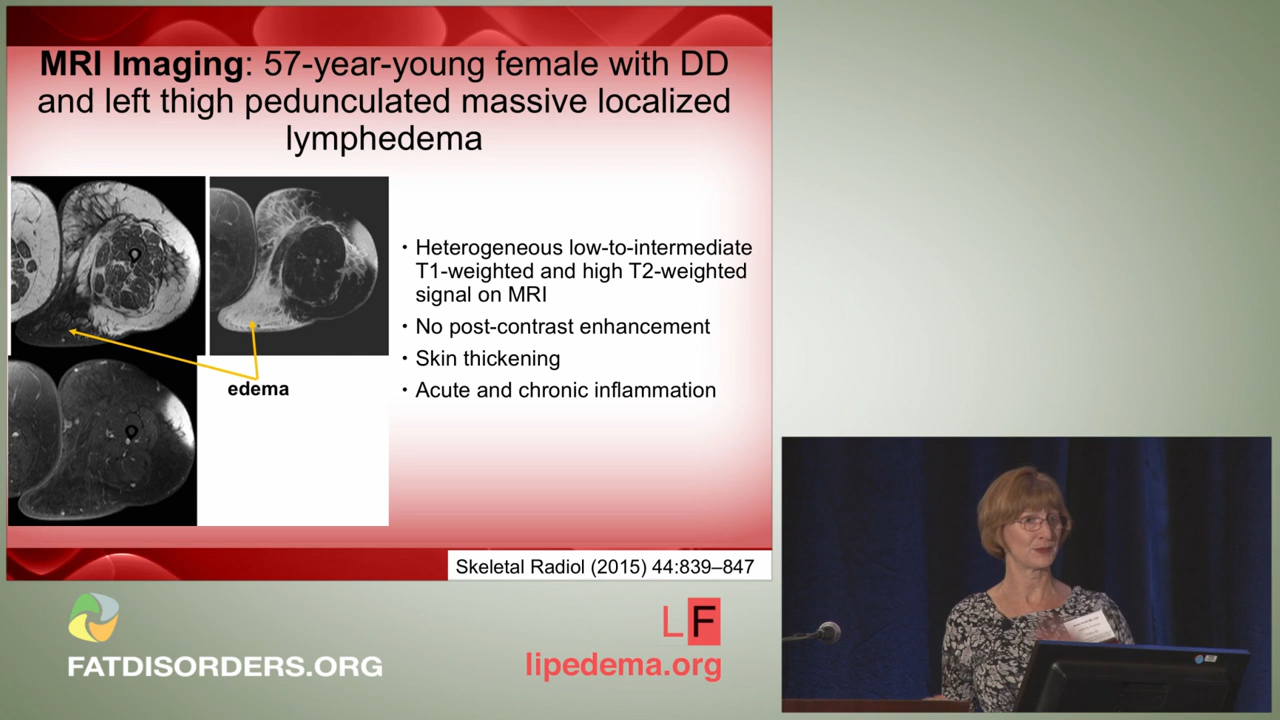 MRI Imaging: 57-year-young female with DD
and left thigh pedunculated massive localized
lymphedema
edema
• Heterogeneous low-to-intermediate
T1-weighted and high T2-weighted
signal on MRI
• No post-contrast enhancement
• Skin thickening
• Acute and chronic inflammation
Skeletal Radiol (2015) 44:839–847
FATDISORDERS.ORG
LF
lipedema.org